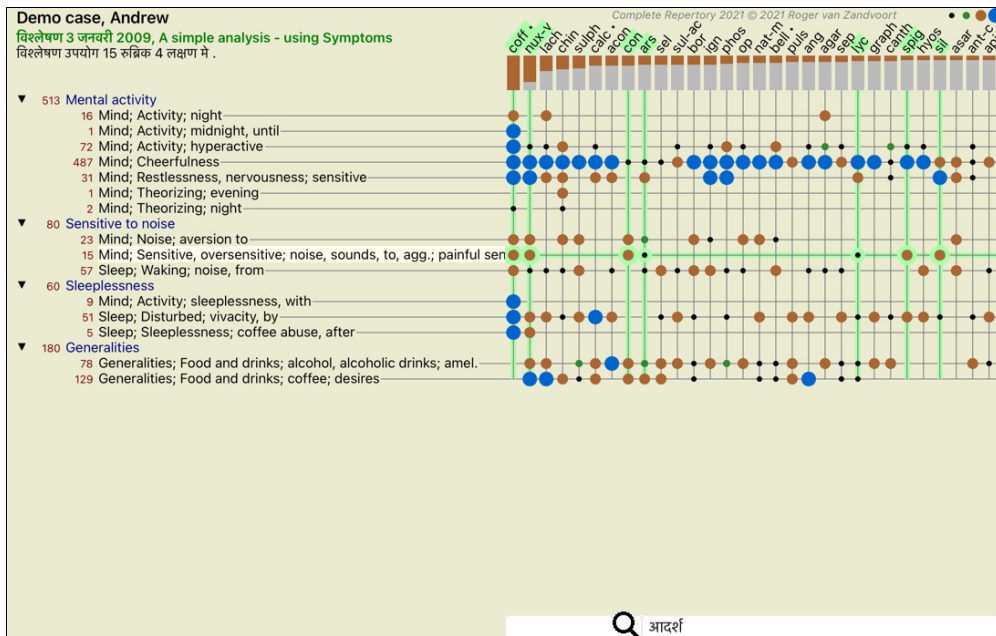 Demo case, Andrew
Complete Repertory 2021 © 2021 Roger van Zandvoort
विश्लेषण 3 जनवरी 2009, A simple analysis - using Symptoms
विश्लेषण उपयोग 15 रुब्रिक 4 लक्षण मे .
coff. nux-v lach chin sulph calc. acon con ars sel sul-ac bor ign phos op nat-m bell. puls ang agar sep lyc graph canth spig hyos sil asar ant-c
▼ 513 Mental activity
16 Mind; Activity; night
1 Mind; Activity; midnight, until
72 Mind; Activity; hyperactive
487 Mind; Cheerfulness
31 Mind; Restlessness, nervousness; sensitive
1 Mind; Theorizing; evening
2 Mind; Theorizing; night
▼ 80 Sensitive to noise
23 Mind; Noise; aversion to
15 Mind; Sensitive, oversensitive; noise, sounds, to, agg.; painful sen
57 Sleep; Waking; noise, from
▼ 60 Sleeplessness
9 Mind; Activity; sleeplessness, with
51 Sleep; Disturbed; vivacity, by
5 Sleep; Sleeplessness; coffee abuse, after
▼ 180 Generalities
78 Generalities; Food and drinks; alcohol, alcoholic drinks; amel.
129 Generalities; Food and drinks; coffee; desires
आदर्श